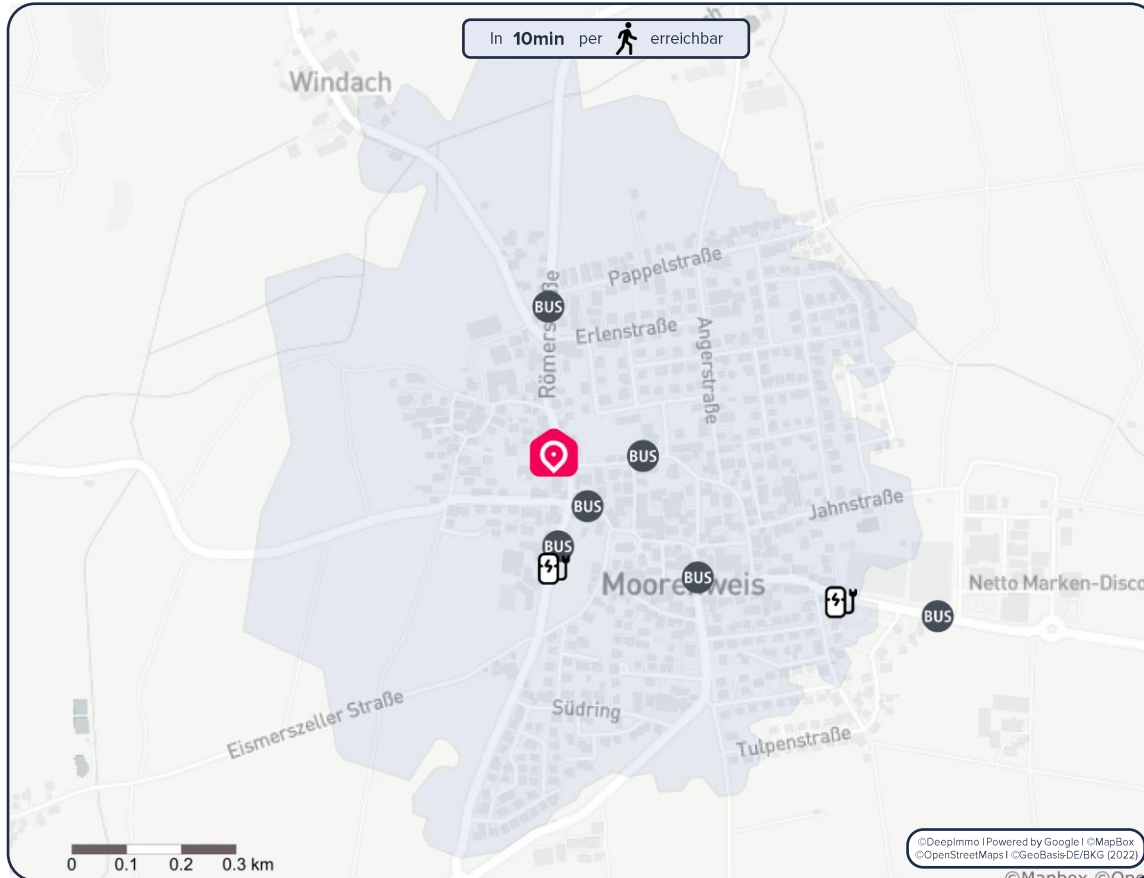 In 10min per erreichbar
Windach
Pappelstraße
BUS
Erlenstraße
Angerstraße
BUS
BUS
Jahnstraße
BUS
BUS
Netto Marken-Disco
BUS
Südring
Eismerszeller Straße
Tulpenstraße
0 0.1 0.2 0.3 km
©DeepImmo | Powered by Google | ©MapBox
©OpenStreetMaps | ©GeoBasis-DE/BKG (2022)